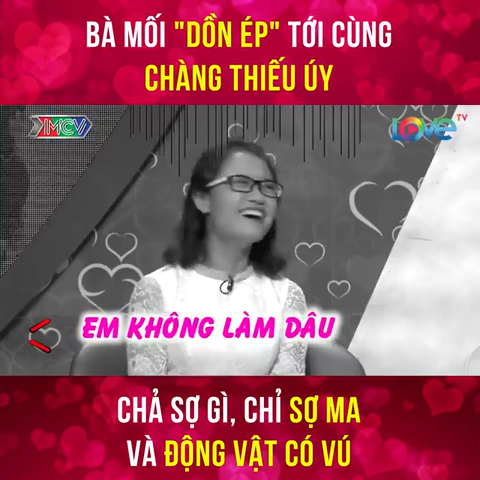 BÀ MỐI "DỒN ÉP" TỚI CÙNG
CHÀNG THIẾU ÚY
MCV
LOVE TV
EM KHÔNG LÀM DÂU
CHẢ SỢ GÌ, CHỈ SỢ MA
VÀ ĐỘNG VẬT CÓ VÚ